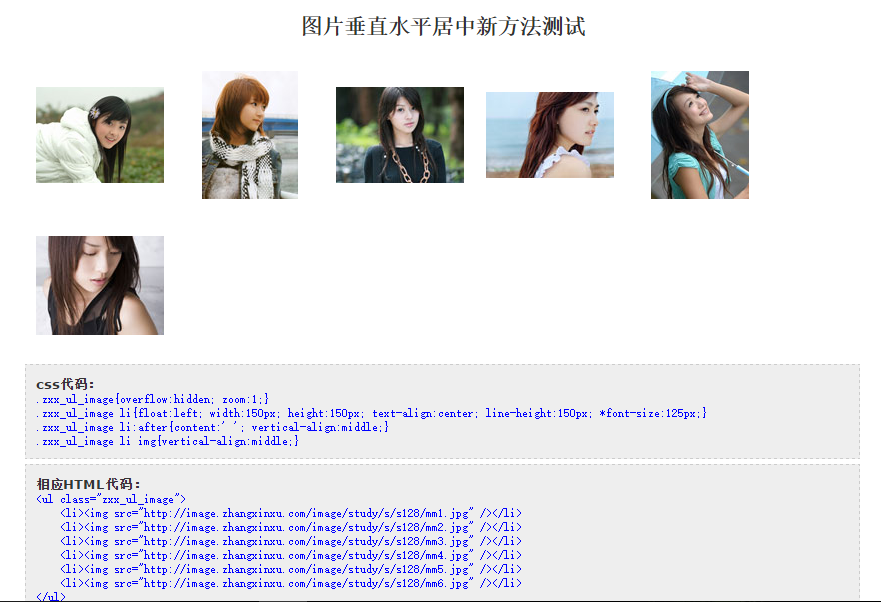 图片垂直水平居中新方法测试
css代码：
.zxx_ul_image{overflow:hidden; zoom:1;}
.zxx_ul_image li{float:left; width:150px; height:150px; text-align:center; line-height:150px; *font-size:125px;}
.zxx_ul_image li:after{content:' '; vertical-align:middle;}
.zxx_ul_image li img{vertical-align:middle;}
相应HTML代码：
<ul class="zxx_ul_image">
    <li><img src="http://image.zhangxinxu.com/image/study/s/s128/mm1.jpg" /></li>
    <li><img src="http://image.zhangxinxu.com/image/study/s/s128/mm2.jpg" /></li>
    <li><img src="http://image.zhangxinxu.com/image/study/s/s128/mm3.jpg" /></li>
    <li><img src="http://image.zhangxinxu.com/image/study/s/s128/mm4.jpg" /></li>
    <li><img src="http://image.zhangxinxu.com/image/study/s/s128/mm5.jpg" /></li>
    <li><img src="http://image.zhangxinxu.com/image/study/s/s128/mm6.jpg" /></li>
</ul>